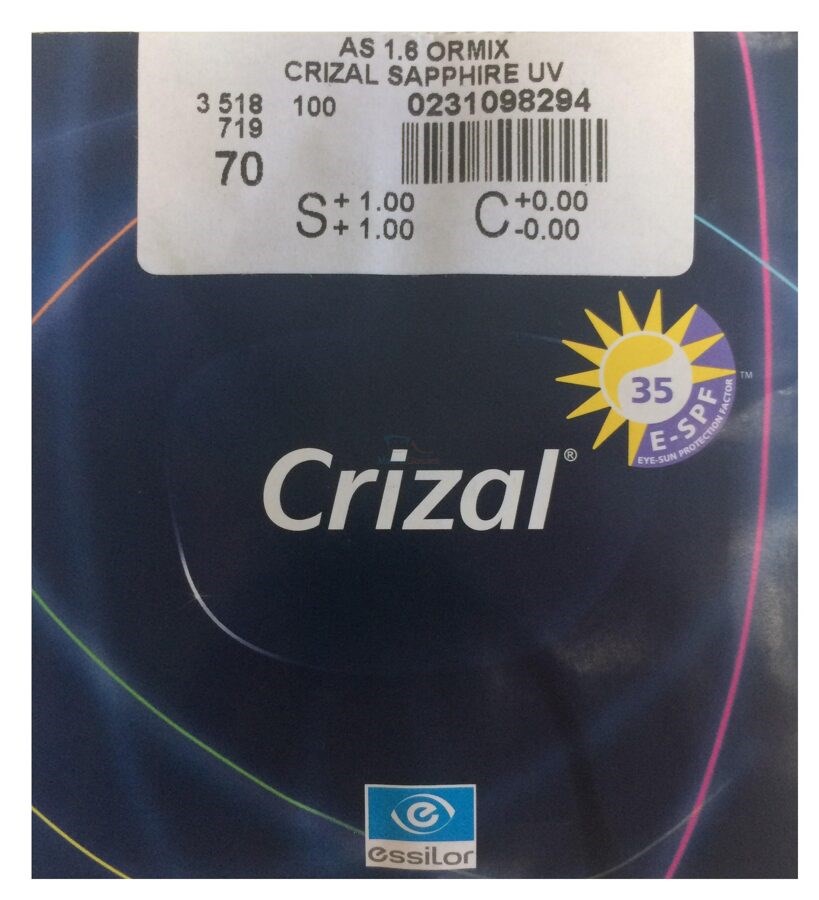 AS 1.6 ORMIX
CRIZAL SAPPHIRE UV
3 518 100 0231098294
719
70
S + 1.00 C +0.00
+ 1.00 -0.00
35
E-SPF
EYE-SUN PROTECTION FACTOR
TM
Crizal®
e
essilor